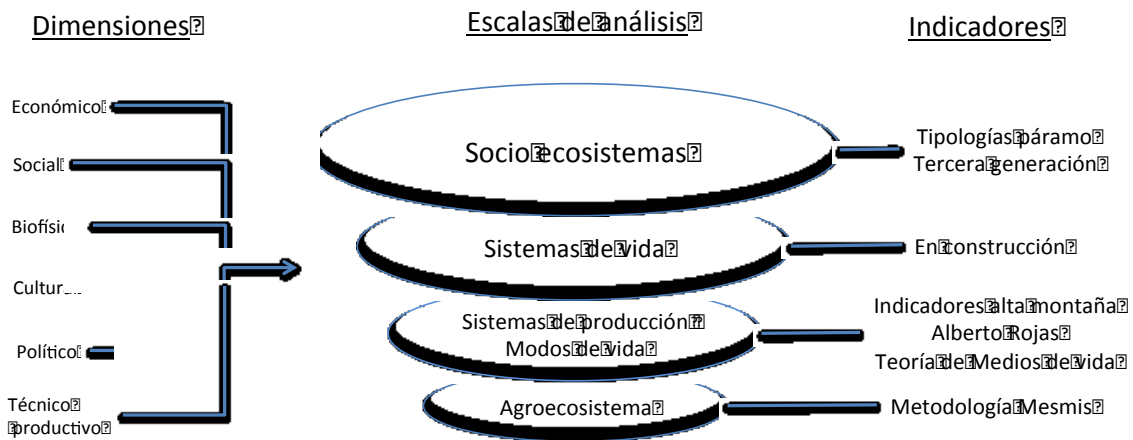 Dimensiones
Escalas de análisis
Indicadores
Económico
Social
Biofísic
Cultur
Político
Técnico
productivo
Socio ecosistemas
Sistemas de vida
Sistemas de producción
Modos de vida
Agroecosistema
Tipologías páramo
Tercera generación
En construcción
Indicadores alta montaña
Alberto Rojas
Teoría de Medios de vida
Metodología Mesmis